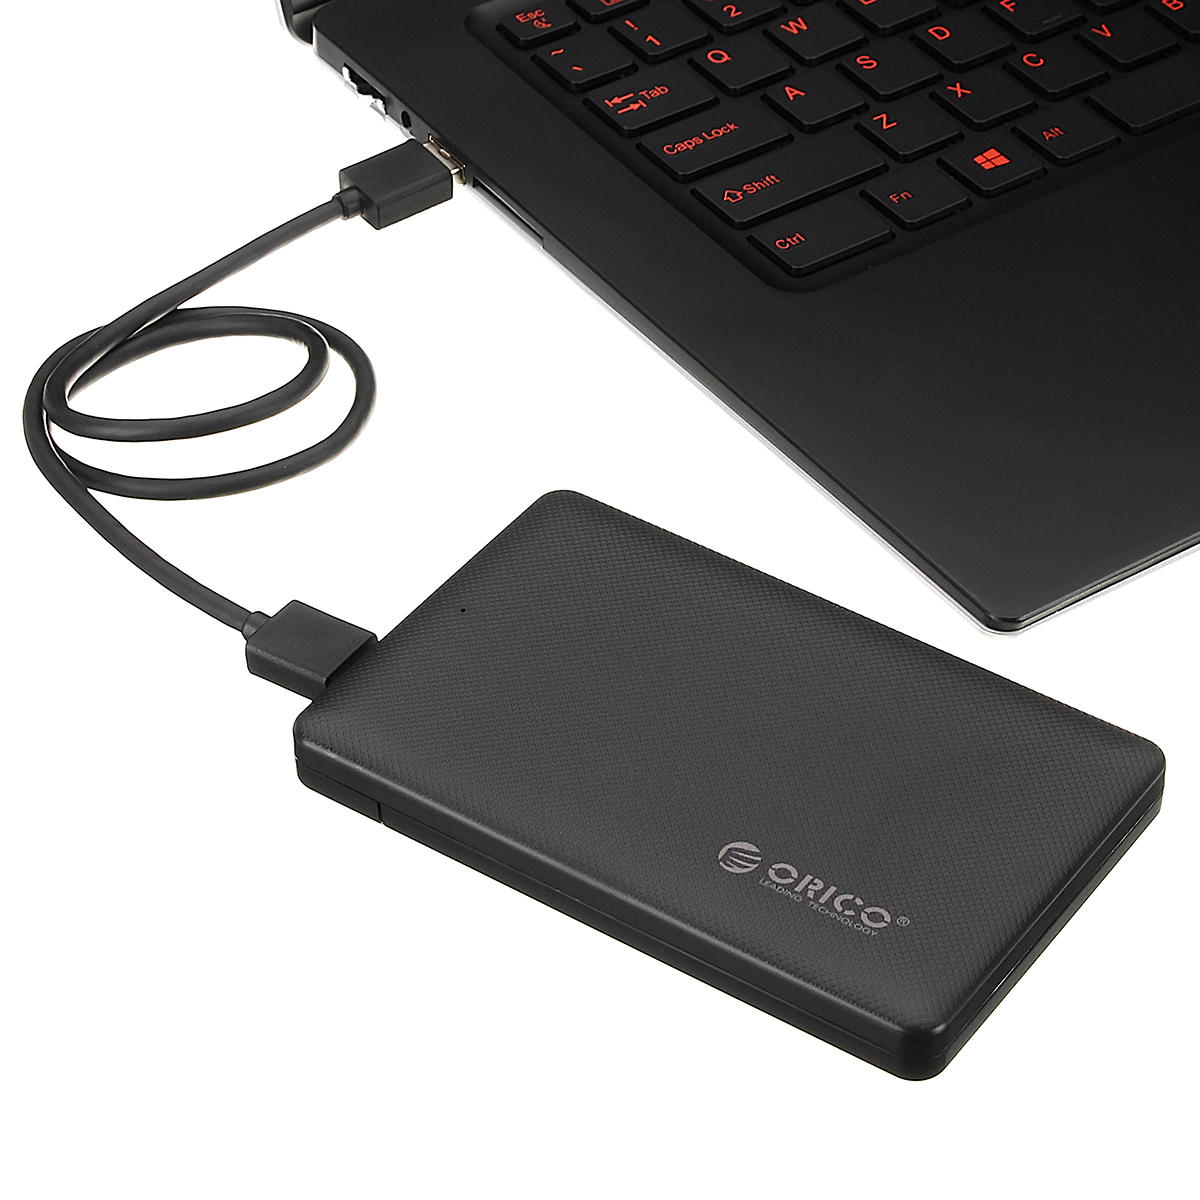 Esc
!
1
2
~
`
Q
W
Tab
A
S
D
F
Caps Lock
Z
X
C
V
B
Shift
Ctrl
Fn
Alt
ORICO®
LEADING TECHNOLOGY